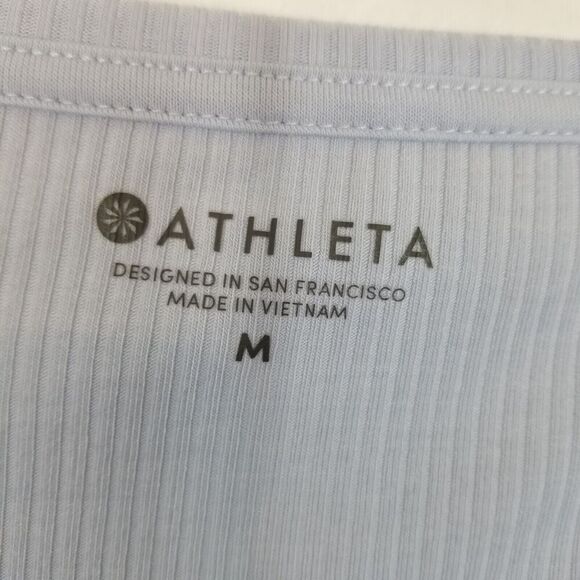 ATHLETA
DESIGNED IN SAN FRANCISCO
MADE IN VIETNAM
M